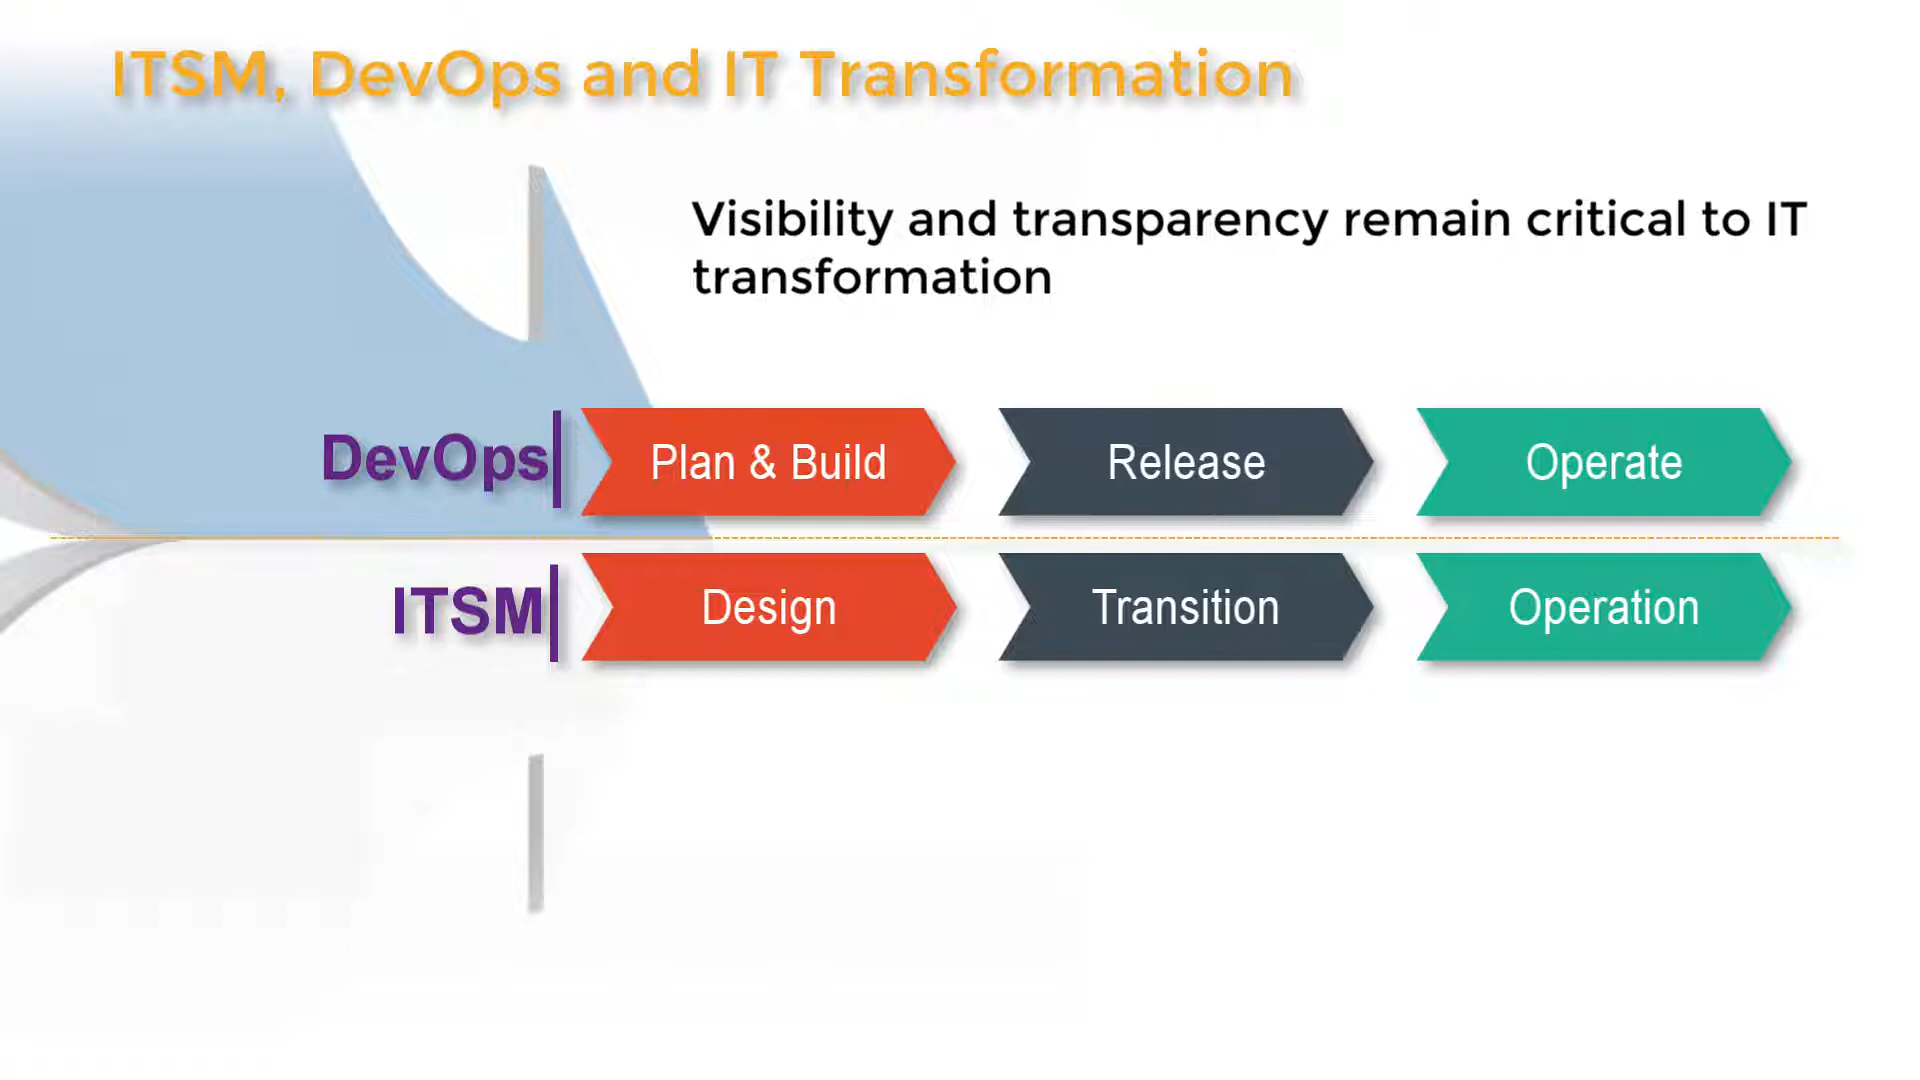 ITSM, DevOps and IT Transformation
Visibility and transparency remain critical to IT
transformation
DevOps
Plan & Build
Release
Operate
ITSM
Design
Transition
Operation